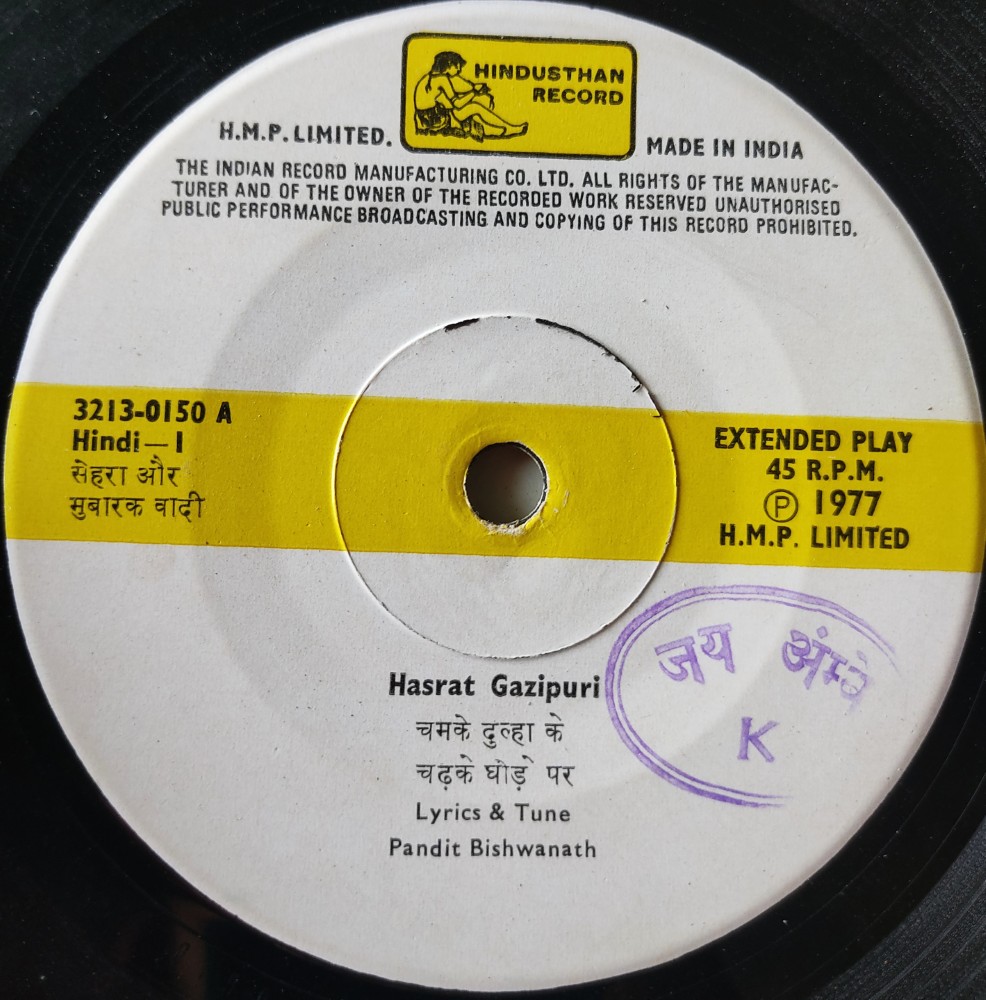 HINDUSTHAN
RECORD
H.M.P. LIMITED.
MADE IN INDIA
THE INDIAN RECORD MANUFACTURING CO. LTD. ALL RIGHTS OF THE MANUFAC-
TURER AND OF THE OWNER OF THE RECORDED WORK RESERVED UNAUTHORISED
PUBLIC PERFORMANCE BROADCASTING AND COPYING OF THIS RECORD PROHIBITED.
3213-0150 A
Hindi—1
सेहरा और
मुबारक वादी
EXTENDED PLAY
45 R.P.M.
Ⓟ 1977
H.M.P. LIMITED
Hasrat Gazipuri
चमके दुल्हा के
चढ़के घोड़े पर
Lyrics & Tune
Pandit Bishwanath
जय अंम्बे
K